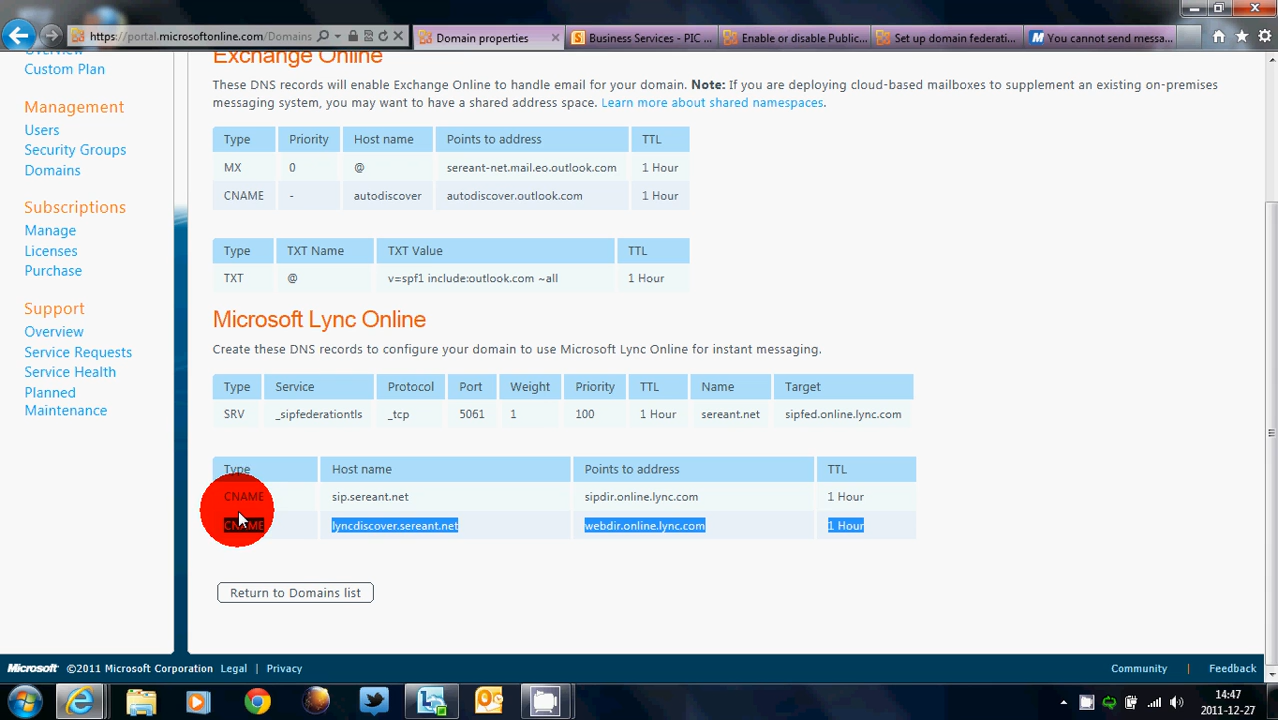 https://portal.microsoftonline.com/Domains
Domain properties
Business Services - PIC ...
Enable or disable Public...
Set up domain federati...
You cannot send messa...
Overview
Custom Plan
Management
Users
Security Groups
Domains
Subscriptions
Manage
Licenses
Purchase
Support
Overview
Service Requests
Service Health
Planned
Maintenance
Exchange Online
These DNS records will enable Exchange Online to handle email for your domain. Note: If you are deploying cloud-based mailboxes to supplement an existing on-premises
messaging system, you may want to have a shared address space. Learn more about shared namespaces.
Type Priority Host name Points to address TTL
MX 0 @ sereant-net.mail.eo.outlook.com 1 Hour
CNAME - autodiscover autodiscover.outlook.com 1 Hour
Type TXT Name TXT Value TTL
TXT @ v=spf1 include:outlook.com ~all 1 Hour
Microsoft Lync Online
Create these DNS records to configure your domain to use Microsoft Lync Online for instant messaging.
Type Service Protocol Port Weight Priority TTL Name Target
SRV _sipfederationtls _tcp 5061 1 100 1 Hour sereant.net sipfed.online.lync.com
Type Host name Points to address TTL
CNAME sip.sereant.net sipdir.online.lync.com 1 Hour
CNAME lyncdiscover.sereant.net webdir.online.lync.com 1 Hour
Return to Domains list
Microsoft ©2011 Microsoft Corporation Legal | Privacy
Community | Feedback
14:47
2011-12-27